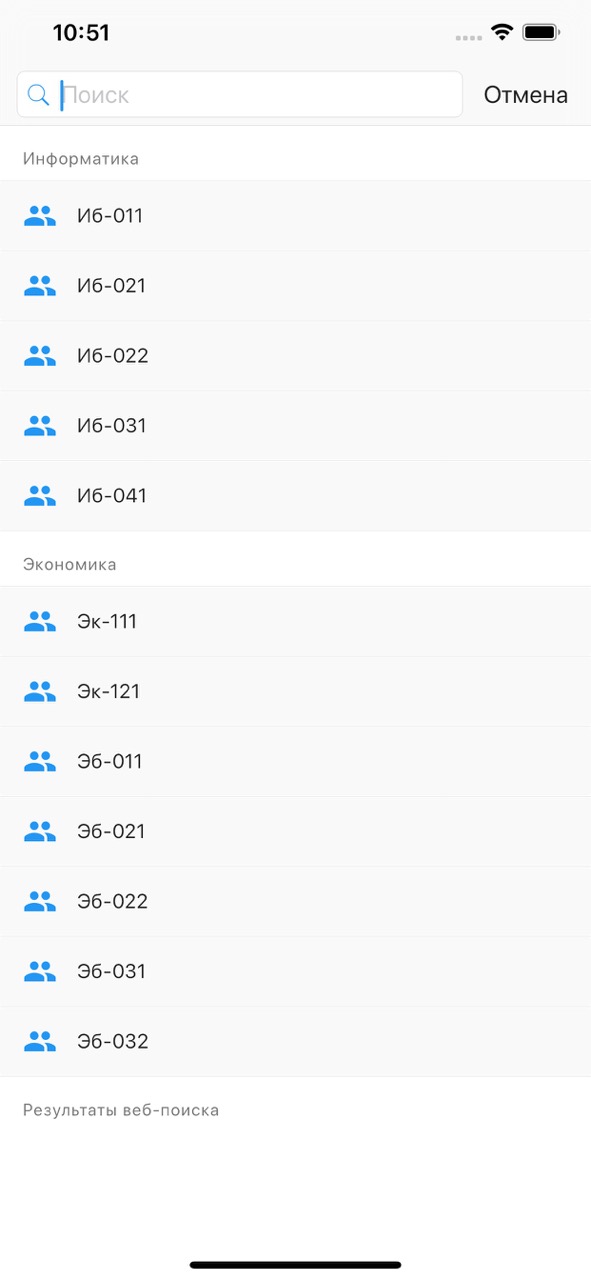 10:51
Поиск
Отмена
Информатика
Иб-011
Иб-021
Иб-022
Иб-031
Иб-041
Экономика
Эк-111
Эк-121
Эб-011
Эб-021
Эб-022
Эб-031
Эб-032
Результаты веб-поиска